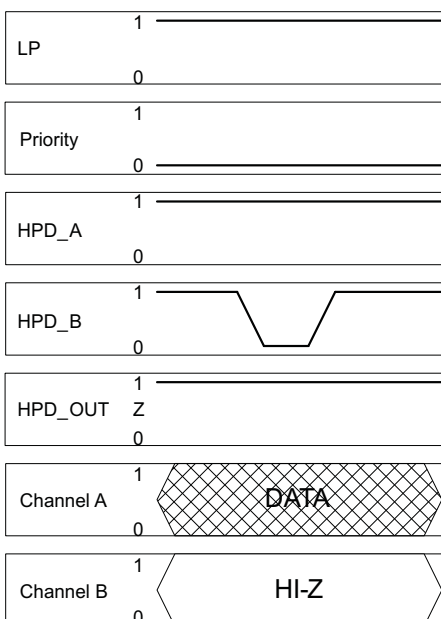 1
LP
0
1
Priority
0
1
HPD_A
0
1
HPD_B
0
1
HPD_OUT Z
0
1
Channel A DATA
0
1
Channel B HI-Z
0